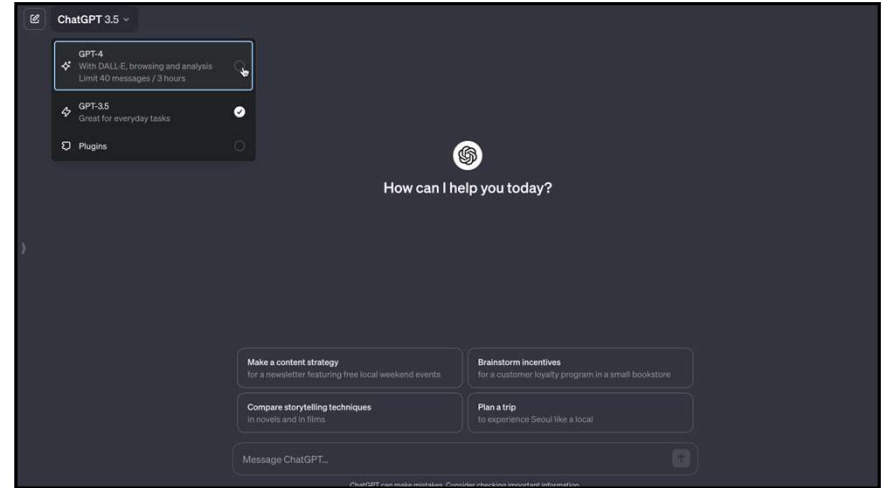 ChatGPT 3.5
GPT-4
With DALL·E, browsing and analysis
Limit 40 messages / 3 hours
GPT-3.5
Great for everyday tasks
Plugins
How can I help you today?
Make a content strategy
for a newsletter featuring free local weekend events
Brainstorm incentives
for a customer loyalty program in a small bookstore
Compare storytelling techniques
in novels and in films
Plan a trip
to experience Seoul like a local
Message ChatGPT...
ChatGPT can make mistakes. Consider checking important information.